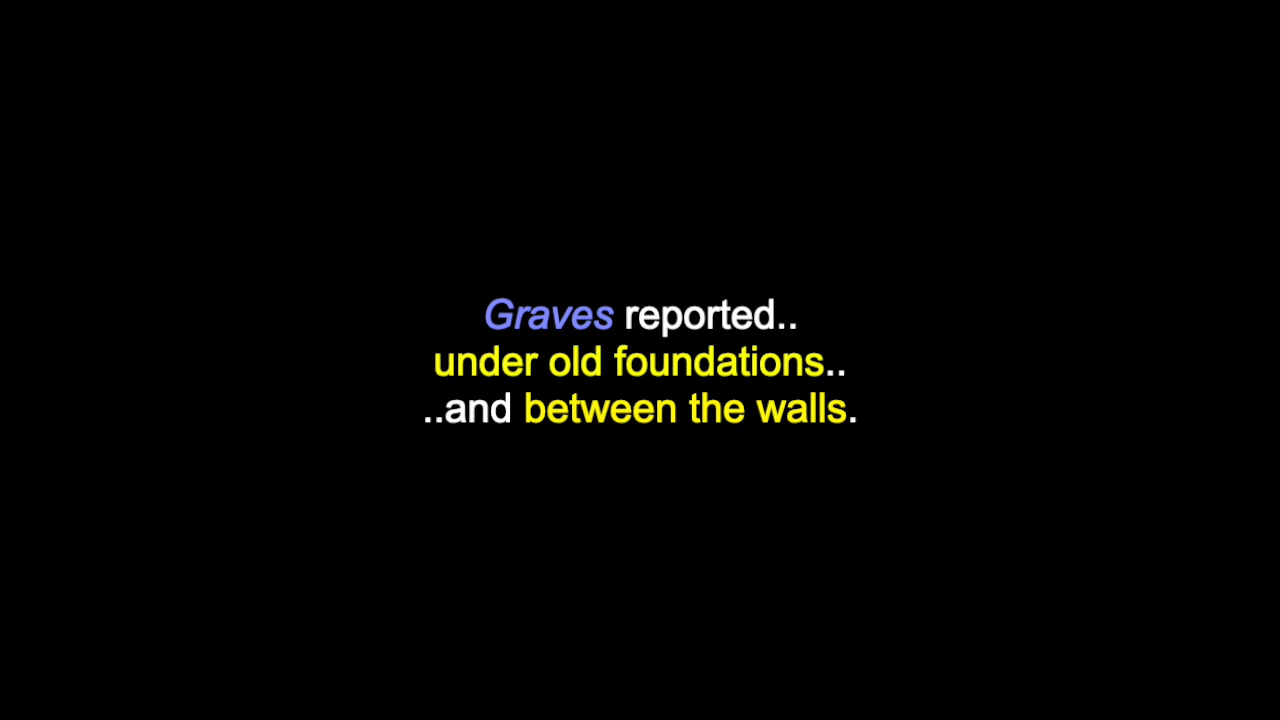 Graves reported..
under old foundations..
..and between the walls.